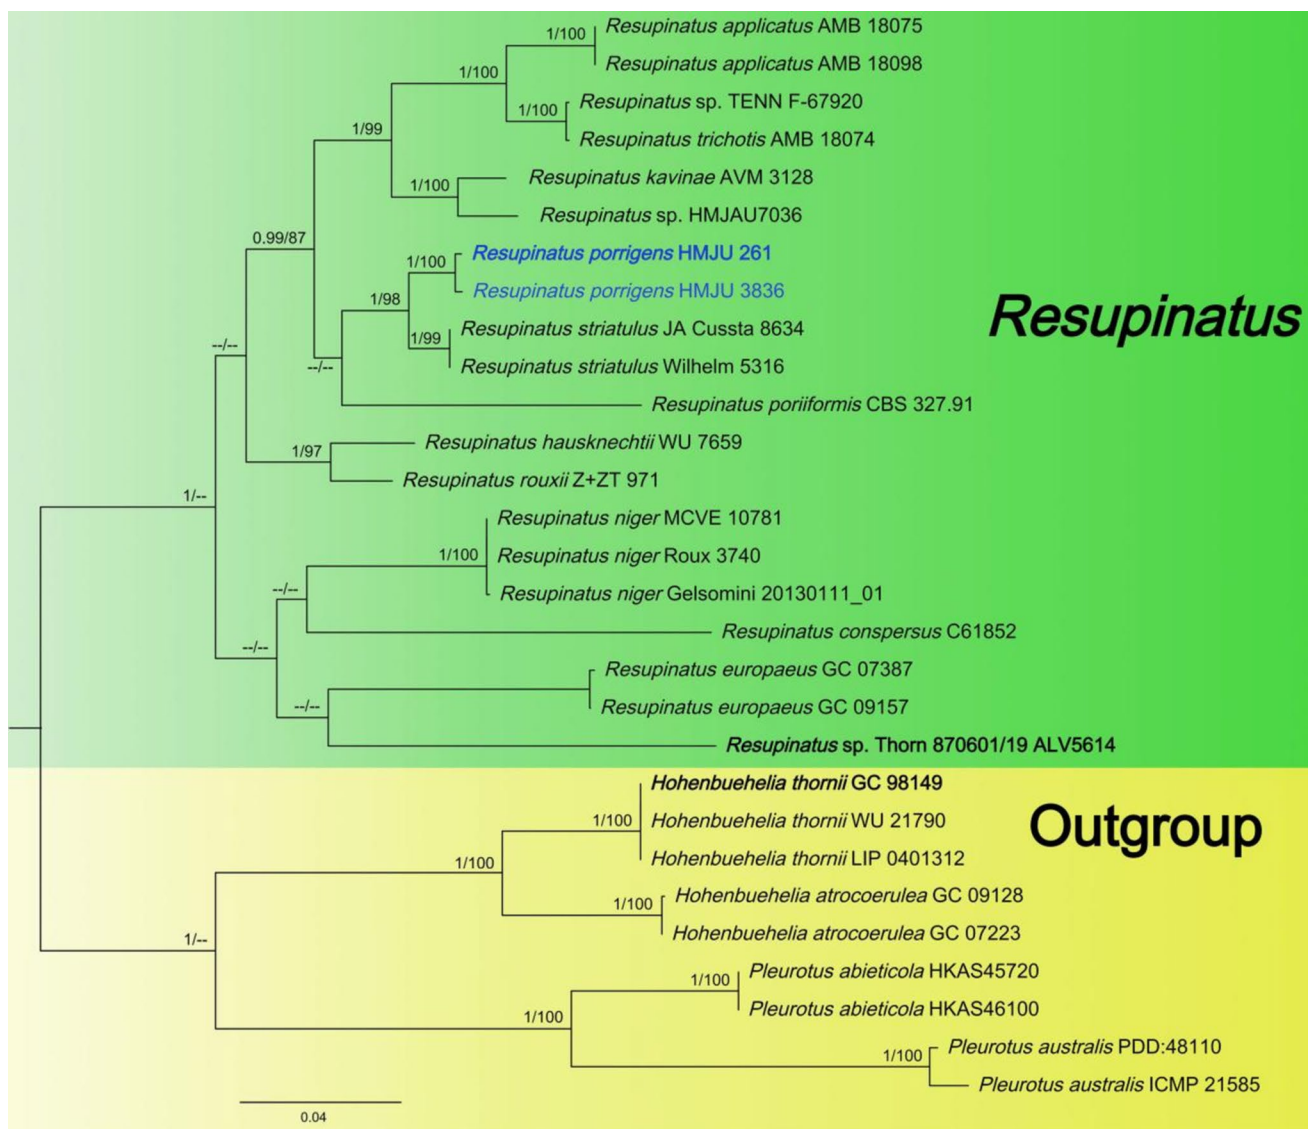 1/100 Resupinatus applicatus AMB 18075
Resupinatus applicatus AMB 18098
1/100
1/100 Resupinatus sp. TENN F-67920
Resupinatus trichotis AMB 18074
1/99
1/100 Resupinatus kavinae AVM 3128
Resupinatus sp. HMJAU7036
0.99/87
1/100 Resupinatus porrigens HMJU 261
Resupinatus porrigens HMJU 3836
1/98
1/99 Resupinatus striatulus JA Cussta 8634
Resupinatus striatulus Wilhelm 5316
--/--
--/--
Resupinatus poriiformis CBS 327.91
Resupinatus
1/97 Resupinatus hausknechtii WU 7659
Resupinatus rouxii Z+ZT 971
1/--
Resupinatus niger MCVE 10781
1/100 Resupinatus niger Roux 3740
Resupinatus niger Gelsomini 20130111_01
--/--
Resupinatus conspersus C61852
--/--
Resupinatus europaeus GC 07387
Resupinatus europaeus GC 09157
--/--
Resupinatus sp. Thorn 870601/19 ALV5614
Hohenbuehelia thornii GC 98149
1/100 Hohenbuehelia thornii WU 21790
Hohenbuehelia thornii LIP 0401312
Outgroup
1/100
1/100 Hohenbuehelia atrocoerulea GC 09128
Hohenbuehelia atrocoerulea GC 07223
1/--
1/100 Pleurotus abieticola HKAS45720
Pleurotus abieticola HKAS46100
1/100
1/100 Pleurotus australis PDD:48110
Pleurotus australis ICMP 21585
0.04